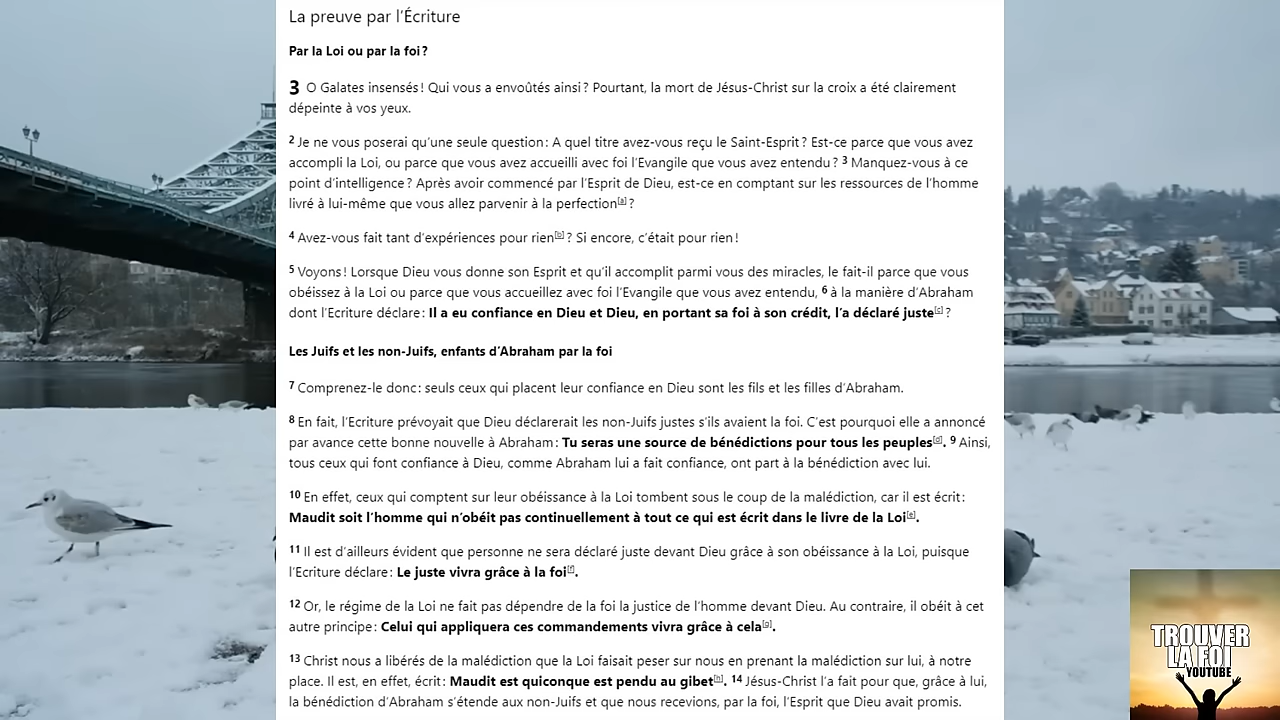 La preuve par l’Écriture
Par la Loi ou par la foi ?
3 O Galates insensés ! Qui vous a envoûtés ainsi ? Pourtant, la mort de Jésus-Christ sur la croix a été clairement
dépeinte à vos yeux.
2 Je ne vous poserai qu’une seule question : A quel titre avez-vous reçu le Saint-Esprit ? Est-ce parce que vous avez
accompli la Loi, ou parce que vous avez accueilli avec foi l’Evangile que vous avez entendu ? 3 Manquez-vous à ce
point d’intelligence ? Après avoir commencé par l’Esprit de Dieu, est-ce en comptant sur les ressources de l’homme
livré à lui-même que vous allez parvenir à la perfection[a] ?
4 Avez-vous fait tant d’expériences pour rien[b] ? Si encore, c’était pour rien !
5 Voyons ! Lorsque Dieu vous donne son Esprit et qu’il accomplit parmi vous des miracles, le fait-il parce que vous
obéissez à la Loi ou parce que vous accueillez avec foi l’Evangile que vous avez entendu, 6 à la manière d’Abraham
dont l’Ecriture déclare : Il a eu confiance en Dieu et Dieu, en portant sa foi à son crédit, l’a déclaré juste[c] ?
Les Juifs et les non-Juifs, enfants d’Abraham par la foi
7 Comprenez-le donc : seuls ceux qui placent leur confiance en Dieu sont les fils et les filles d’Abraham.
8 En fait, l’Ecriture prévoyait que Dieu déclarerait les non-Juifs justes s’ils avaient la foi. C’est pourquoi elle a annoncé
par avance cette bonne nouvelle à Abraham : Tu seras une source de bénédictions pour tous les peuples[d]. 9 Ainsi,
tous ceux qui font confiance à Dieu, comme Abraham lui a fait confiance, ont part à la bénédiction avec lui.
10 En effet, ceux qui comptent sur leur obéissance à la Loi tombent sous le coup de la malédiction, car il est écrit :
Maudit soit l’homme qui n’obéit pas continuellement à tout ce qui est écrit dans le livre de la Loi[e].
11 Il est d’ailleurs évident que personne ne sera déclaré juste devant Dieu grâce à son obéissance à la Loi, puisque
l’Ecriture déclare : Le juste vivra grâce à la foi[f].
12 Or, le régime de la Loi ne fait pas dépendre de la foi la justice de l’homme devant Dieu. Au contraire, il obéit à cet
autre principe : Celui qui appliquera ces commandements vivra grâce à cela[g].
13 Christ nous a libérés de la malédiction que la Loi faisait peser sur nous en prenant la malédiction sur lui, à notre
place. Il est, en effet, écrit : Maudit est quiconque est pendu au gibet[h]. 14 Jésus-Christ l’a fait pour que, grâce à lui,
la bénédiction d’Abraham s’étende aux non-Juifs et que nous recevions, par la foi, l’Esprit que Dieu avait promis.
TROUVER
LA FOI
YOUTUBE